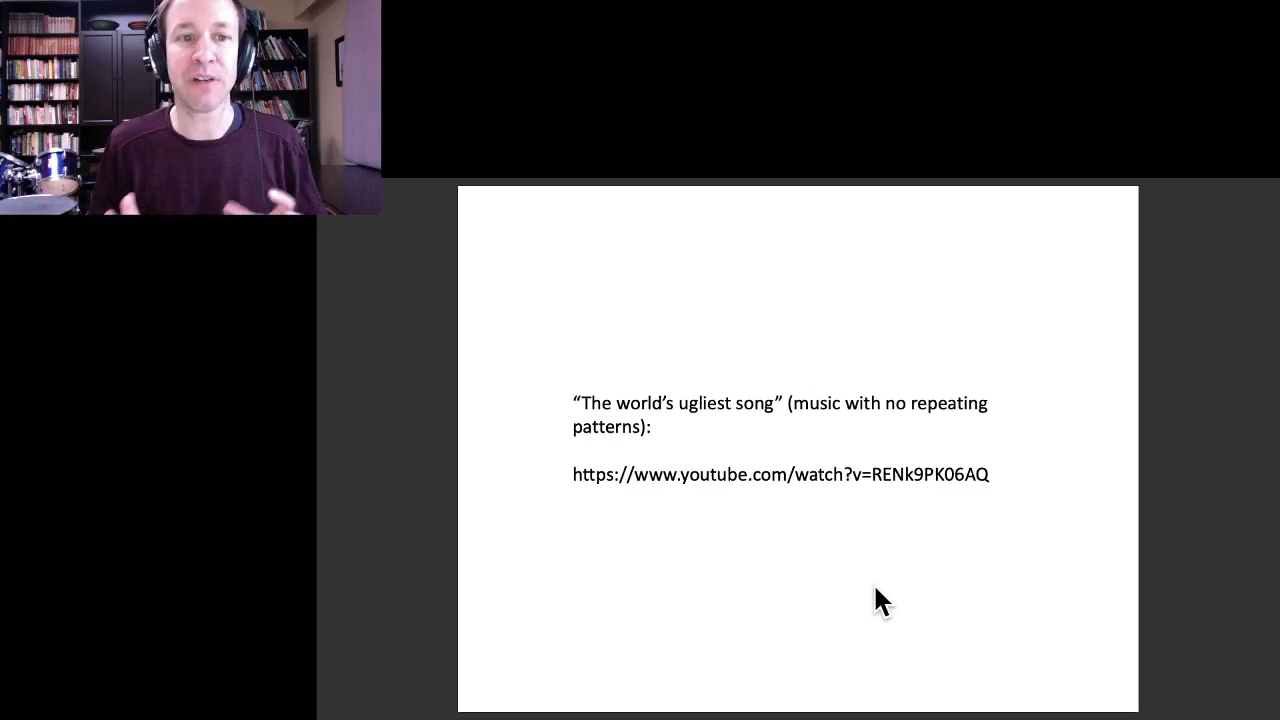 “The world’s ugliest song” (music with no repeating
patterns):
https://www.youtube.com/watch?v=RENk9PK06AQ